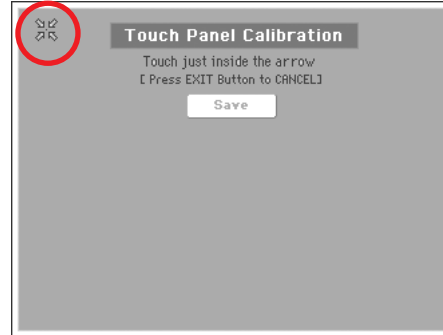 Touch Panel Calibration
Touch just inside the arrow
[ Press EXIT Button to CANCEL]
Save